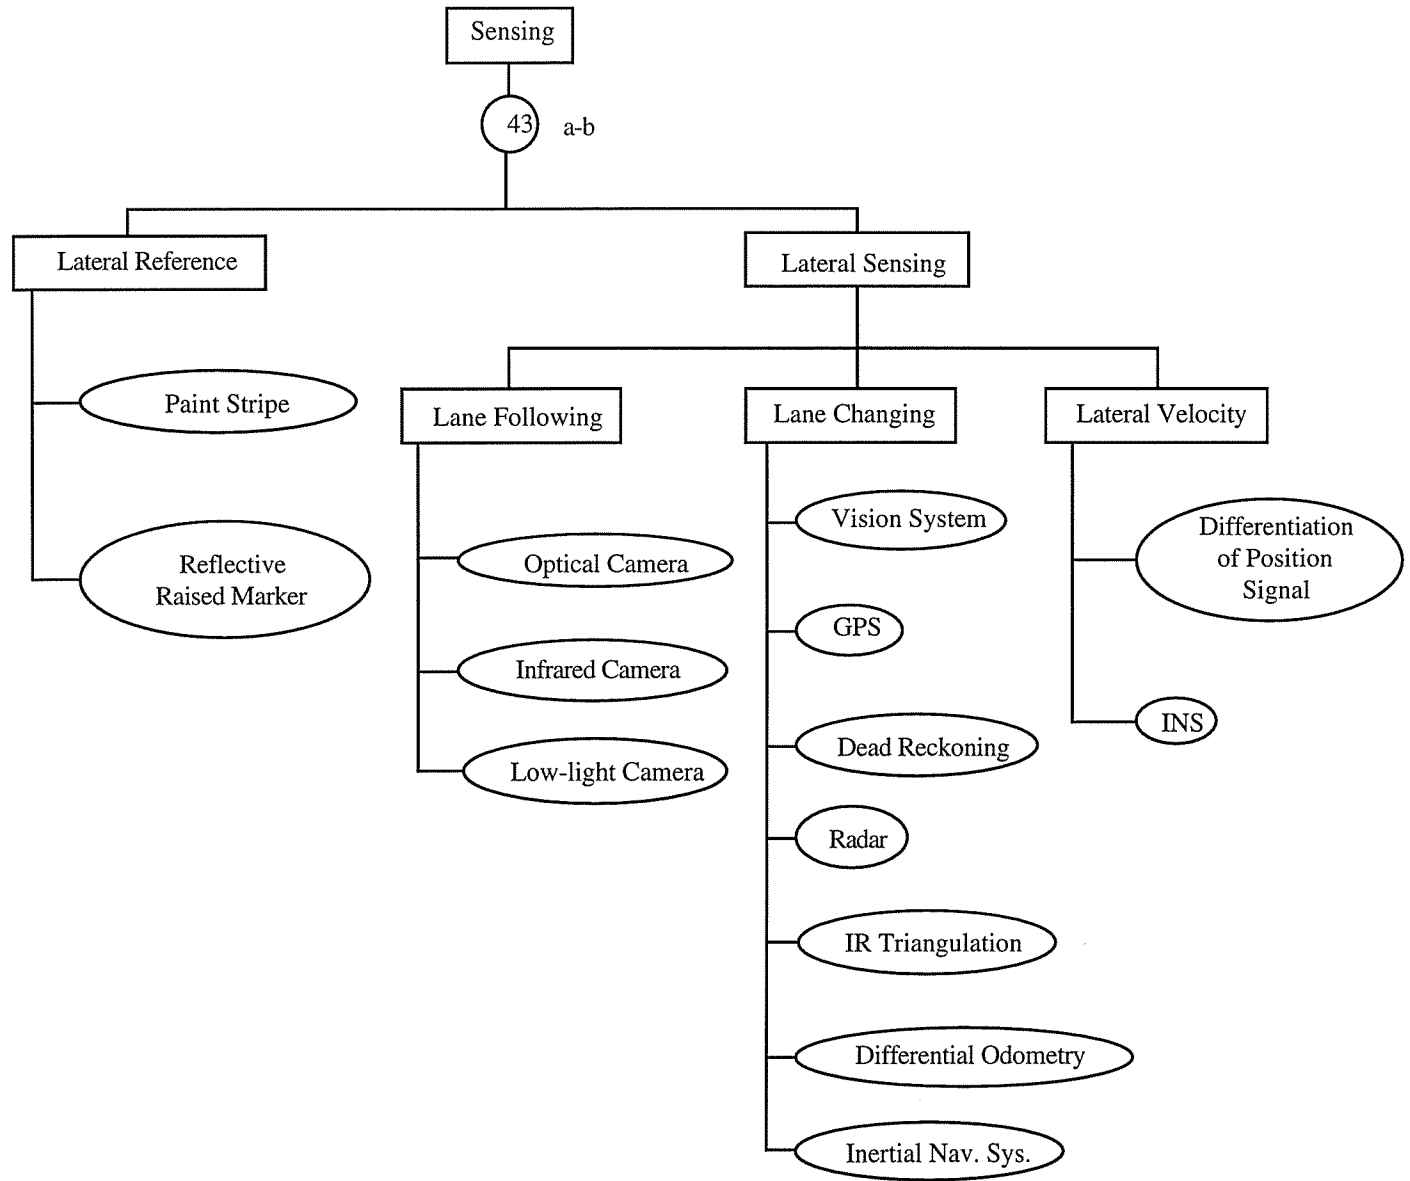 Sensing
43
a-b
Lateral Reference
Lateral Sensing
Paint Stripe
Reflective
Raised Marker
Lane Following
Optical Camera
Infrared Camera
Low-light Camera
Lane Changing
Vision System
GPS
Dead Reckoning
Radar
IR Triangulation
Differential Odometry
Inertial Nav. Sys.
Lateral Velocity
Differentiation
of Position
Signal
INS